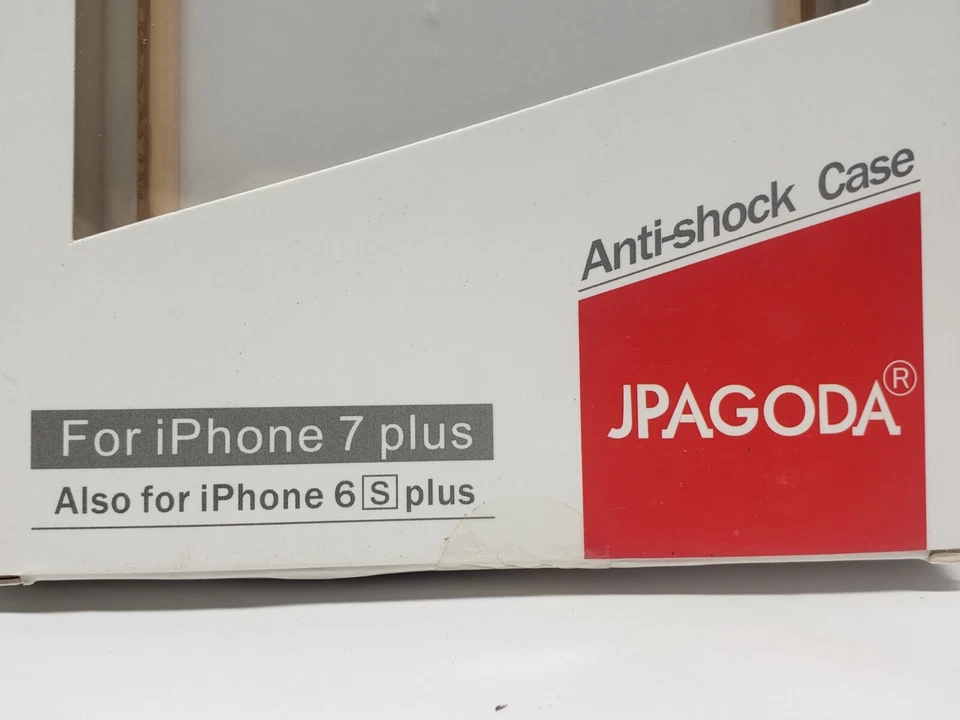 Anti-shock Case
JPAGODA®
For iPhone 7 plus
Also for iPhone 6 S plus